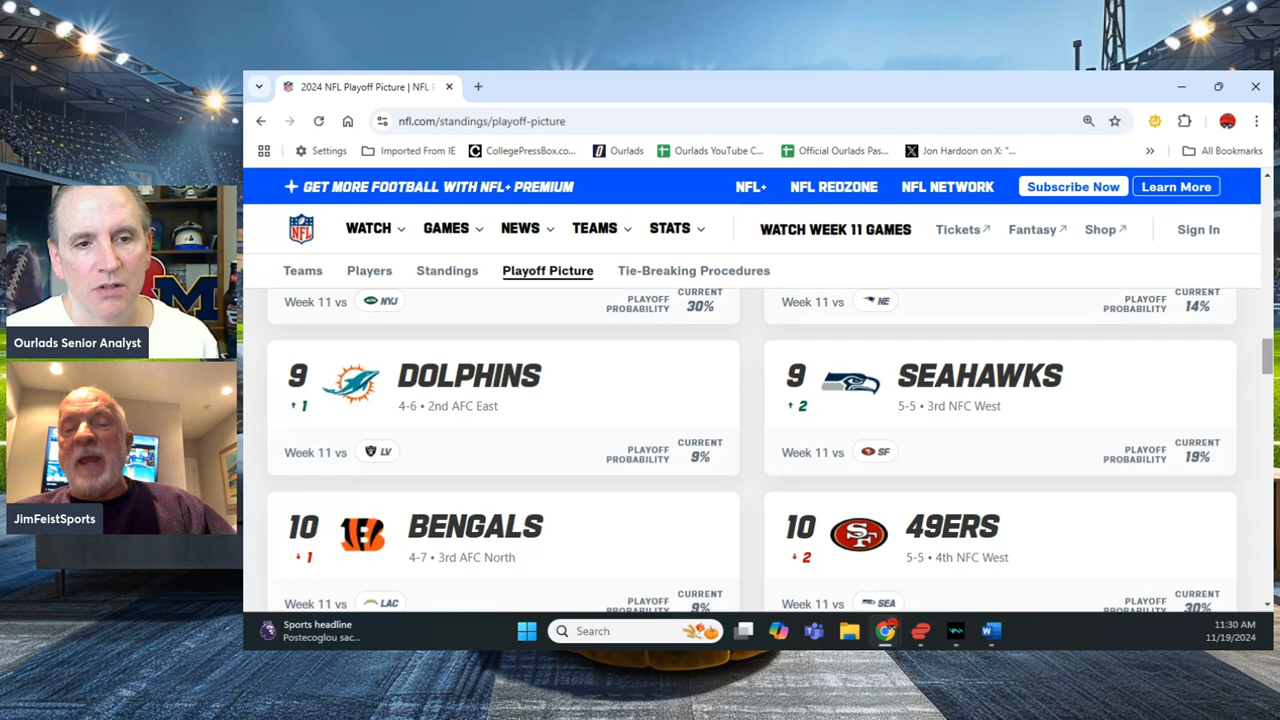 2024 NFL Playoff Picture | NFL
nfl.com/standings/playoff-picture
Settings
Imported From IE
CollegePressBox.co...
Ourlads
Ourlads YouTube C...
Official Ourlads Pas...
Jon Hardoon on X: "...
All Bookmarks
GET MORE FOOTBALL WITH NFL+ PREMIUM
NFL+
NFL REDZONE
NFL NETWORK
Subscribe Now
Learn More
NFL
WATCH
GAMES
NEWS
TEAMS
STATS
WATCH WEEK 11 GAMES
Tickets
Fantasy
Shop
Sign In
Teams
Players
Standings
Playoff Picture
Tie-Breaking Procedures
Week 11 vs NYJ
PLAYOFF PROBABILITY
CURRENT
30%
Week 11 vs NE
PLAYOFF PROBABILITY
CURRENT
14%
9
1
DOLPHINS
4-6 • 2nd AFC East
Week 11 vs LV
PLAYOFF PROBABILITY
CURRENT
9%
9
2
SEAHAWKS
5-5 • 3rd NFC West
Week 11 vs SF
PLAYOFF PROBABILITY
CURRENT
19%
10
1
BENGALS
4-7 • 3rd AFC North
Week 11 vs LAC
PLAYOFF PROBABILITY
CURRENT
9%
10
2
SF
49ERS
5-5 • 4th NFC West
Week 11 vs SEA
PLAYOFF PROBABILITY
CURRENT
30%
M
Ourlads Senior Analyst
JimFeistSports
Sports headline
Postecoglou sac...
Search
11:30 AM
11/19/2024